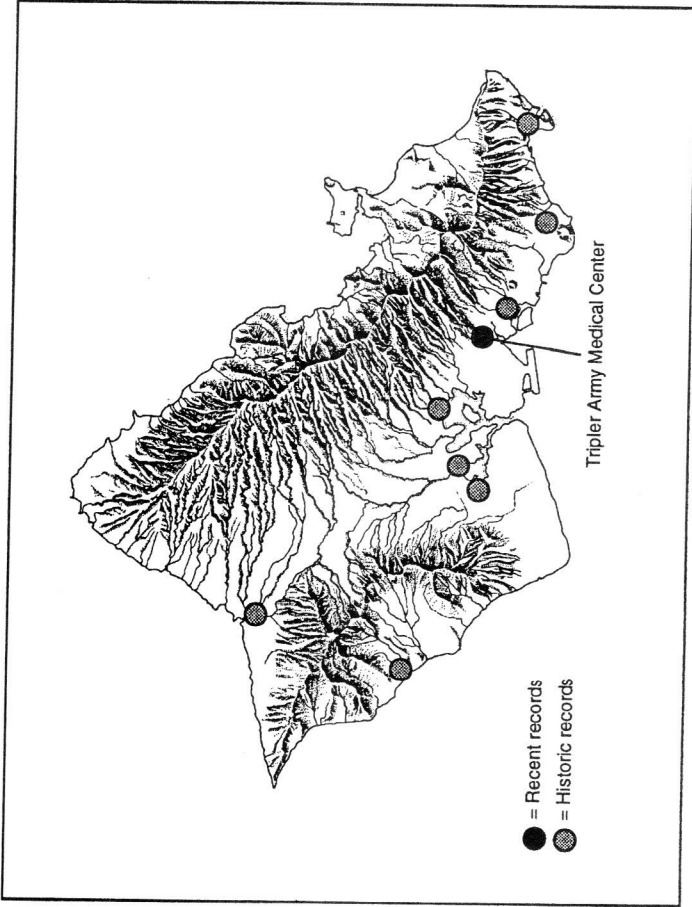 Tripler Army Medical Center
= Recent records
= Historic records